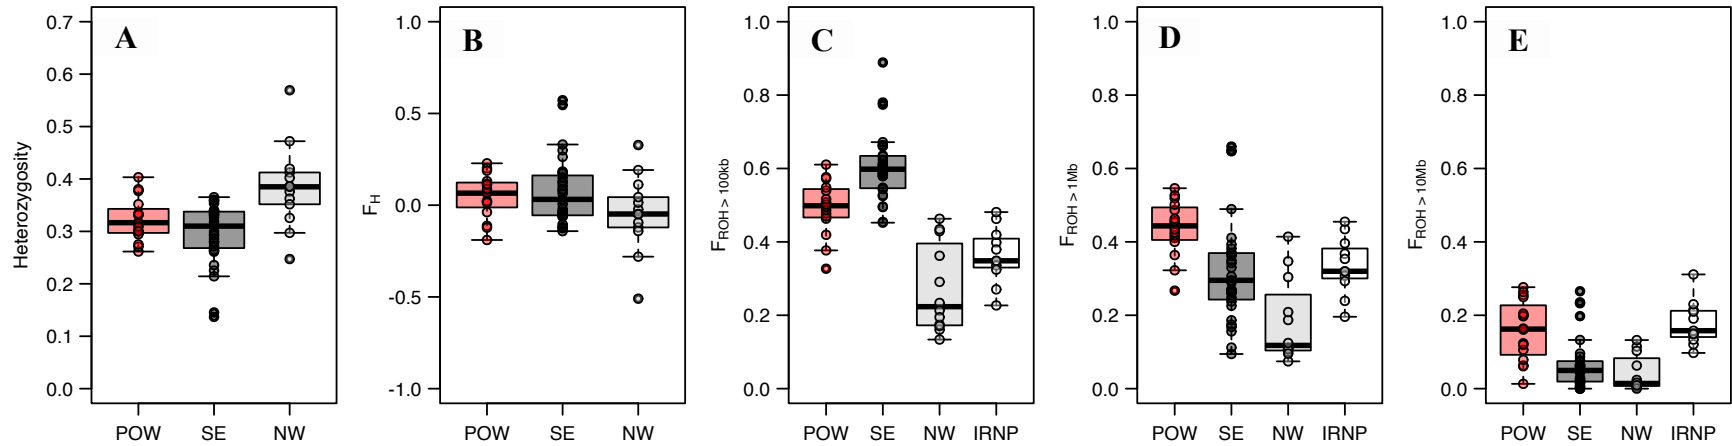 A
Heterozygosity
0.7
0.6
0.5
0.4
0.3
0.2
0.1
0.0
POW SE NW
B
F_H
1.0
0.5
0.0
-0.5
-1.0
POW SE NW
C
F_ROH > 100kb
1.0
0.8
0.6
0.4
0.2
0.0
POW SE NW IRNP
D
F_ROH > 1Mb
1.0
0.8
0.6
0.4
0.2
0.0
POW SE NW IRNP
E
F_ROH > 10Mb
1.0
0.8
0.6
0.4
0.2
0.0
POW SE NW IRNP